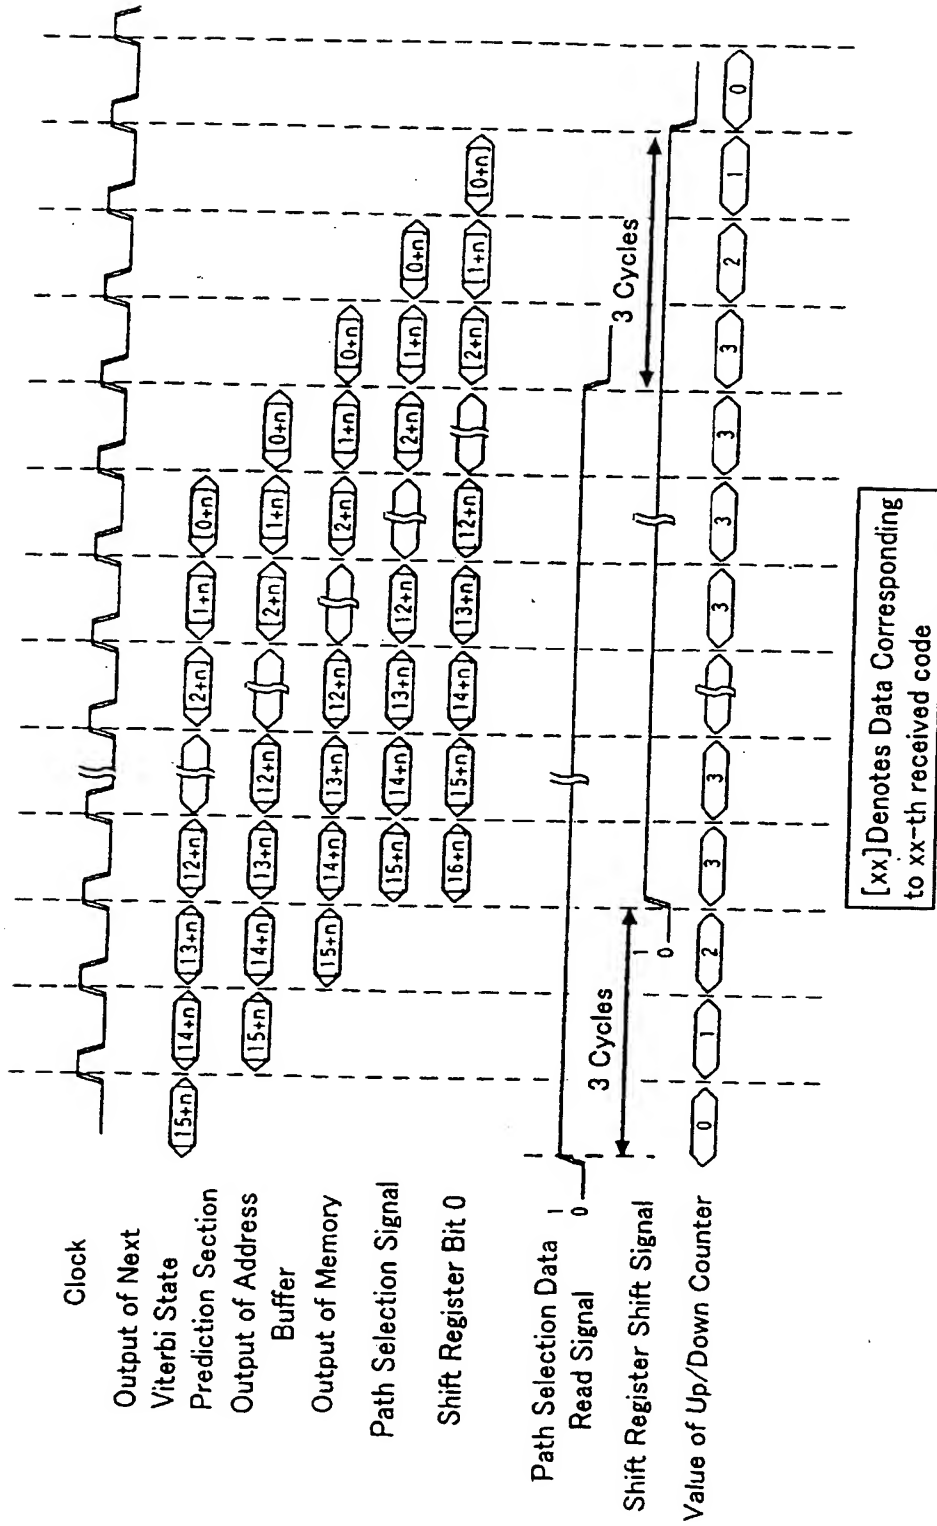 Clock
Output of Next
Viterbi State
Prediction Section
[15+n] [14+n] [13+n] [12+n] [2+n] [1+n] [0+n]
Output of Address
Buffer
[15+n] [14+n] [13+n] [12+n] [2+n] [1+n] [0+n]
Output of Memory
[15+n] [14+n] [13+n] [12+n] [2+n] [1+n] [0+n]
Path Selection Signal
[15+n] [14+n] [13+n] [12+n] [2+n] [1+n] [0+n]
Shift Register Bit 0
[16+n] [15+n] [14+n] [13+n] [12+n] [2+n] [1+n] [0+n]
Path Selection Data
Read Signal
1
0
3 Cycles
3 Cycles
Shift Register Shift Signal
1
0
Value of Up/Down Counter
0 1 2 3 3 3 3 3 3 2 1 0
[xx] Denotes Data Corresponding
to xx-th received code